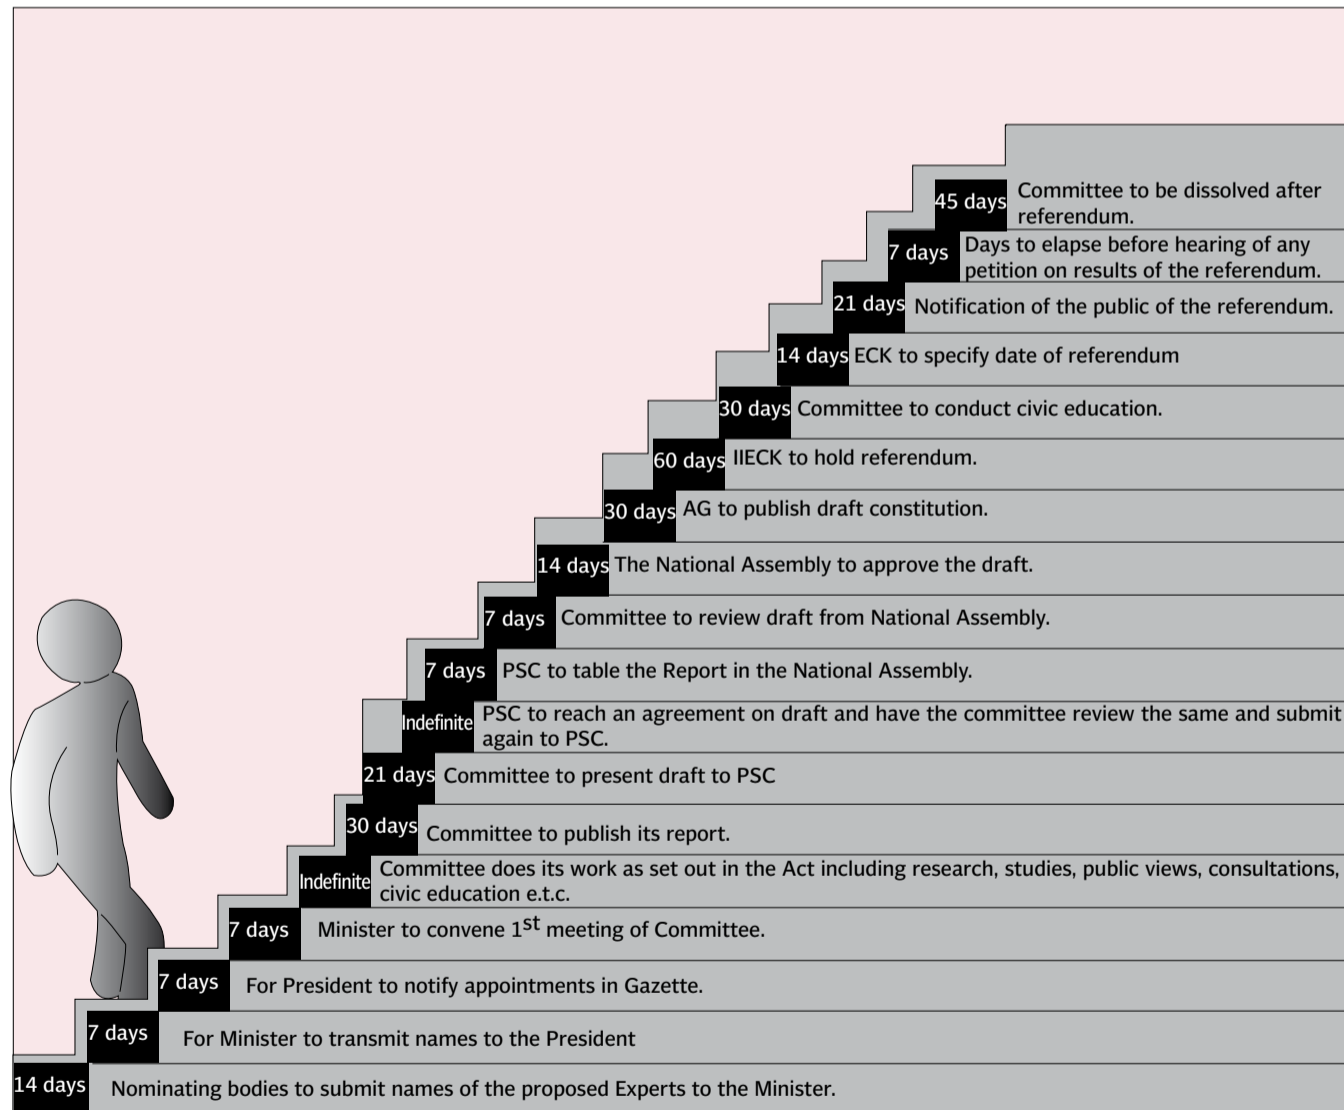 45 days Committee to be dissolved after
referendum.
7 days Days to elapse before hearing of any
petition on results of the referendum.
21 days Notification of the public of the referendum.
14 days ECK to specify date of referendum
30 days Committee to conduct civic education.
60 days IIECK to hold referendum.
30 days AG to publish draft constitution.
14 days The National Assembly to approve the draft.
7 days Committee to review draft from National Assembly.
7 days PSC to table the Report in the National Assembly.
Indefinite PSC to reach an agreement on draft and have the committee review the same and submit
again to PSC.
21 days Committee to present draft to PSC
30 days Committee to publish its report.
Indefinite Committee does its work as set out in the Act including research, studies, public views, consultations,
civic education e.t.c.
7 days Minister to convene 1st meeting of Committee.
7 days For President to notify appointments in Gazette.
7 days For Minister to transmit names to the President
14 days Nominating bodies to submit names of the proposed Experts to the Minister.